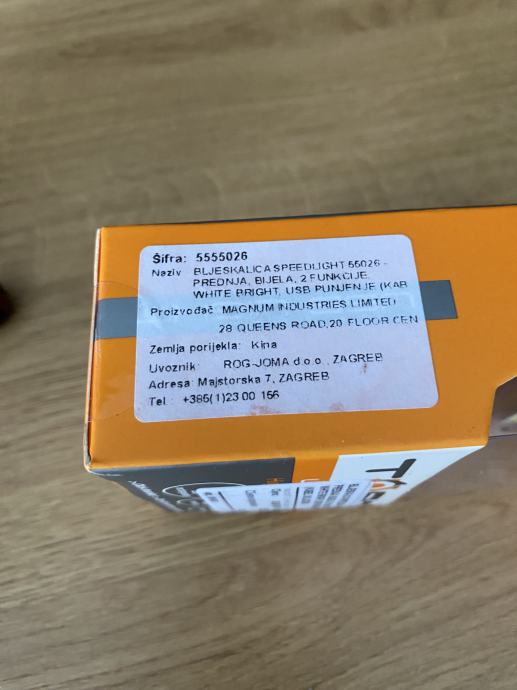 Šifra: 5555026
Naziv BLJESKALICA SPEEDLIGHT 55026 -
PREDNJA, BIJELA, 2 FUNKCIJE,
WHITE BRIGHT, USB PUNJENJE (KAB
Proizvođač MAGNUM INDUSTRIES LIMITED
28 QUEENS ROAD,20 FLOOR CEN
Zemlja porijekla: Kina
Uvoznik: ROG-JOMA d.o.o., ZAGREB
Adresa: Majstorska 7, ZAGREB
Tel.: +385(1)23 00 156